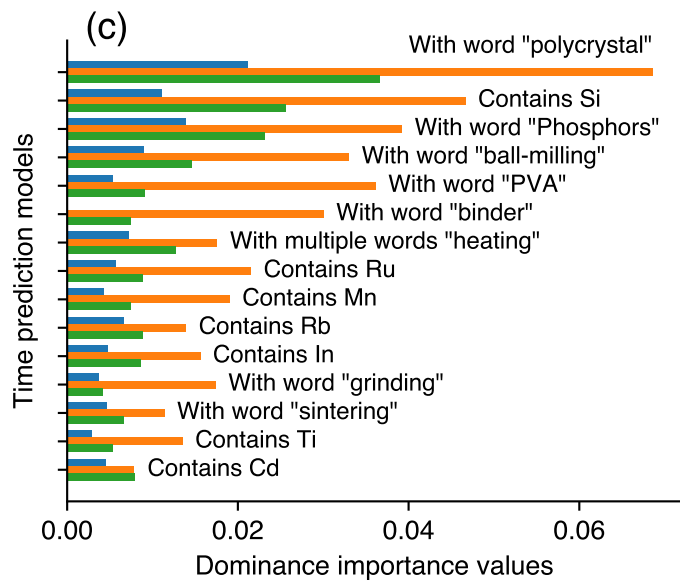 (c)
With word "polycrystal"
Contains Si
With word "Phosphors"
With word "ball-milling"
With word "PVA"
With word "binder"
With multiple words "heating"
Contains Ru
Contains Mn
Contains Rb
Contains In
With word "grinding"
With word "sintering"
Contains Ti
Contains Cd
Time prediction models
0.00 0.02 0.04 0.06
Dominance importance values